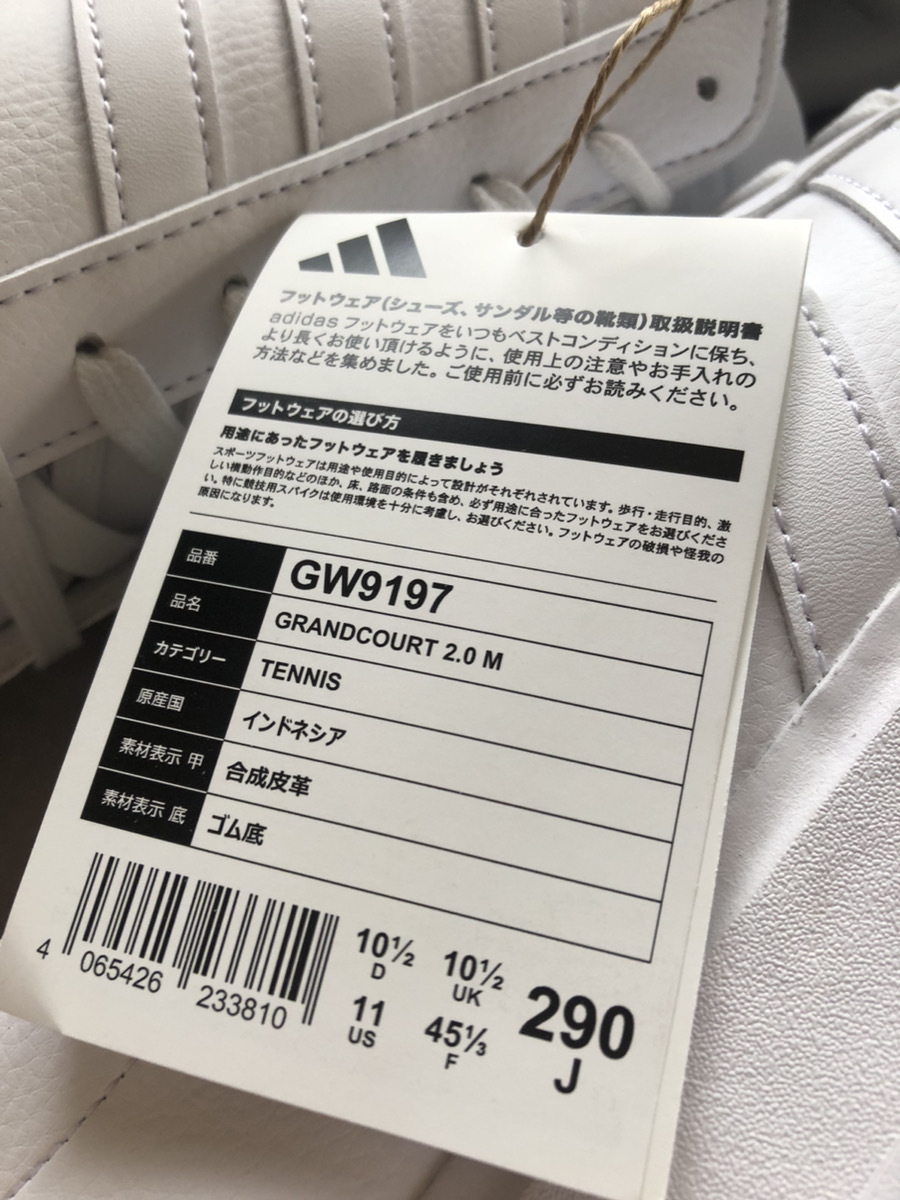 フットウェア(シューズ、サンダル等の靴類)取扱説明書
adidas フットウェアをいつもベストコンディションに保ち、
より長くお使い頂けるように、使用上の注意やお手入れの
方法などを集めました。ご使用前に必ずお読みください。
フットウェアの選び方
用途にあったフットウェアを履きましょう
スポーツフットウェアは用途や使用目的によって設計がそれぞれされています。歩行・走行目的、激
しい機動作目的などのほか、床、路面の条件も含め、必ず用途に合ったフットウェアをお選びくださ
い。特に競技用スパイクは使用環境を十分に考慮し、お選びください。フットウェアの破損や怪我の
原因になります。
品番 GW9197
品名 GRANDCOURT 2.0 M
カテゴリー TENNIS
原産国 インドネシア
素材表示 甲 合成皮革
素材表示 底 ゴム底
4 065426 233810
10½ D 10½ UK
11 US 45⅓ F
290 J